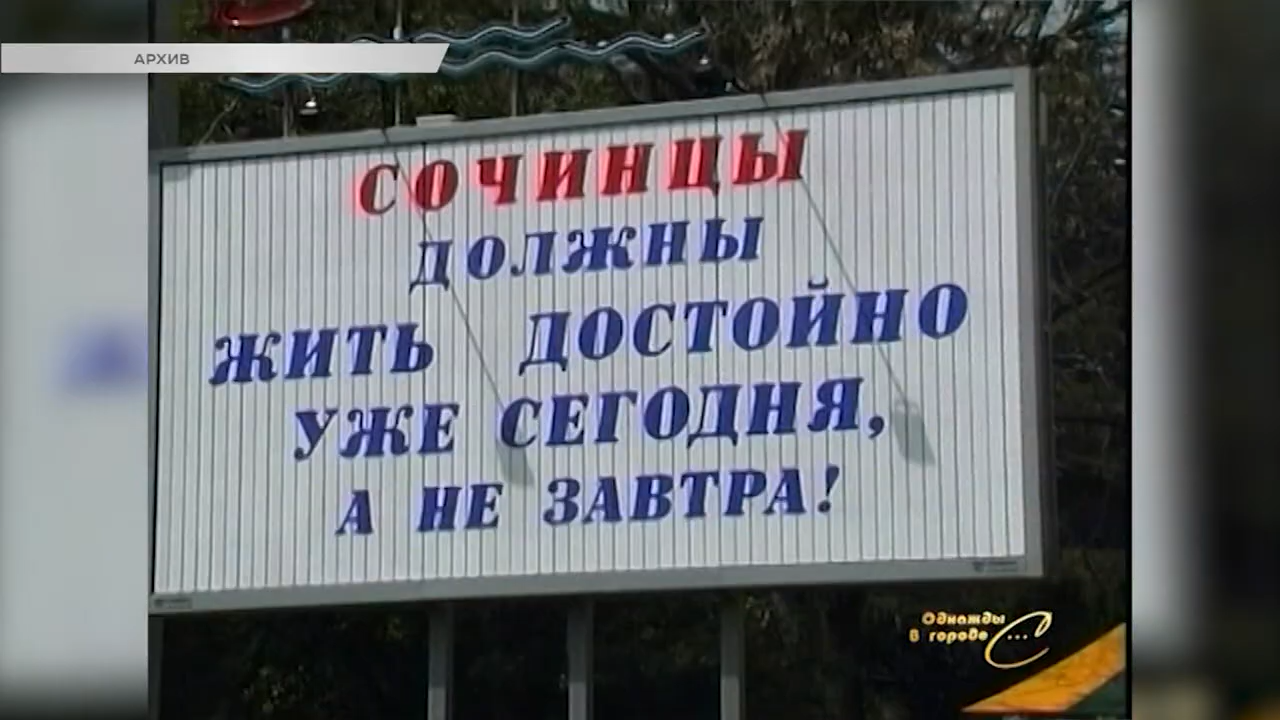 АРХИВ
СОЧИНЦЫ
ДОЛЖНЫ
ЖИТЬ ДОСТОЙНО
УЖЕ СЕГОДНЯ,
А НЕ ЗАВТРА!
Однажды
в городе С...